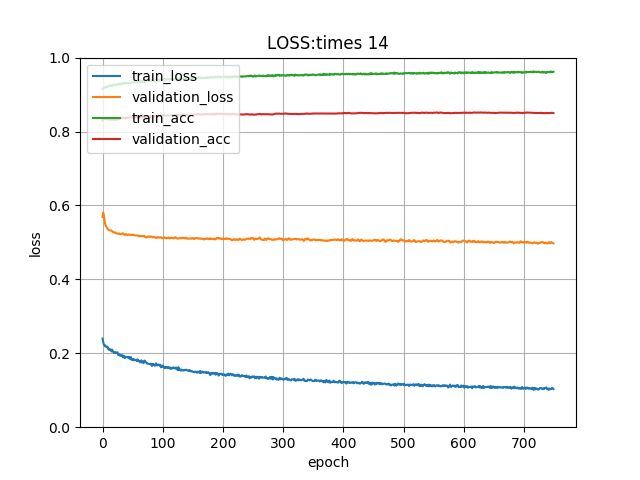 LOSS:times 14
1.0
0.8
0.6
0.4
0.2
0.0
loss
train_loss
validation_loss
train_acc
validation_acc
0 100 200 300 400 500 600 700
epoch